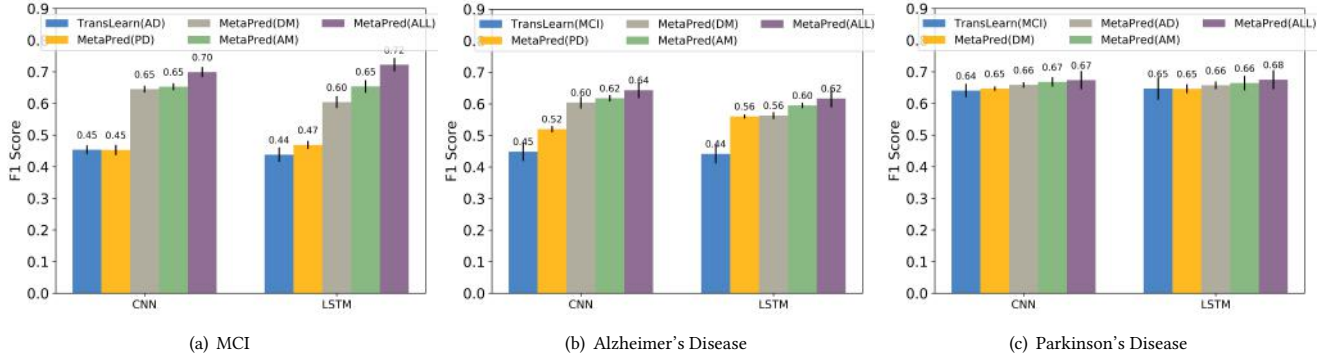 0.9
0.8
0.7
0.6
0.5
0.4
0.3
0.2
0.1
0.0
F1 Score
TransLearn(AD) MetaPred(DM) MetaPred(ALL)
MetaPred(PD) MetaPred(AM)
0.45 0.45 0.65 0.65 0.70 0.44 0.47 0.60 0.65 0.72
CNN LSTM
(a) MCI
0.9
0.8
0.7
0.6
0.5
0.4
0.3
0.2
0.1
0.0
F1 Score
TransLearn(MCI) MetaPred(DM) MetaPred(ALL)
MetaPred(PD) MetaPred(AM)
0.45 0.52 0.60 0.62 0.64 0.44 0.56 0.56 0.60 0.62
CNN LSTM
(b) Alzheimer's Disease
0.9
0.8
0.7
0.6
0.5
0.4
0.3
0.2
0.1
0.0
F1 Score
TransLearn(MCI) MetaPred(AD) MetaPred(ALL)
MetaPred(DM) MetaPred(AM)
0.64 0.65 0.66 0.67 0.67 0.65 0.65 0.66 0.66 0.68
CNN LSTM
(c) Parkinson's Disease